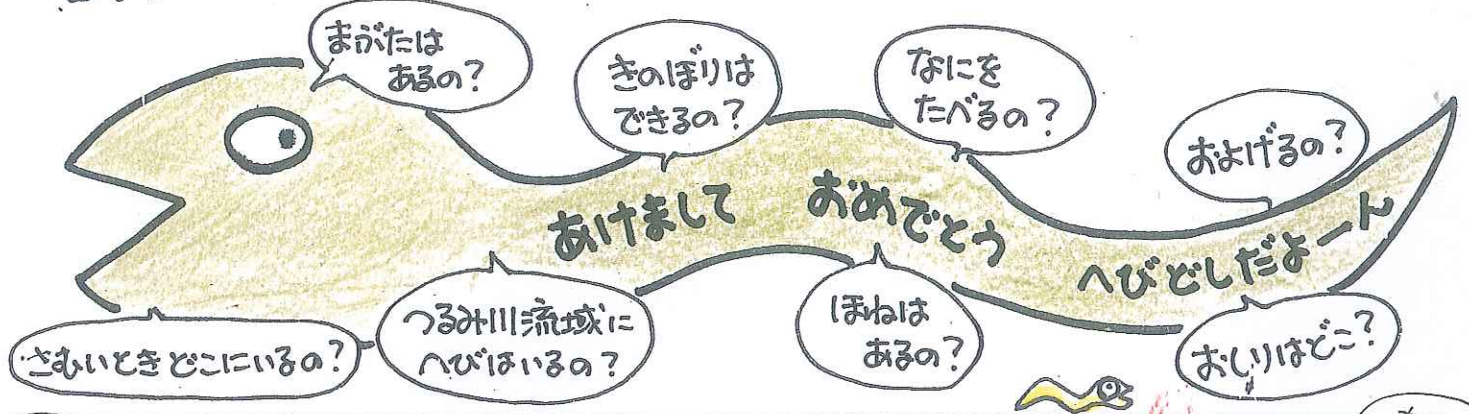 まぶたは
あるの?
きのぼりは
できるの?
なにを
たべるの?
およげるの?
あけまして おめでとう へびどしだよーん
さむいとき どこにいるの?
つるみ川流域に
へびはいるの?
ほねは
あるの?
おしりはどこ?